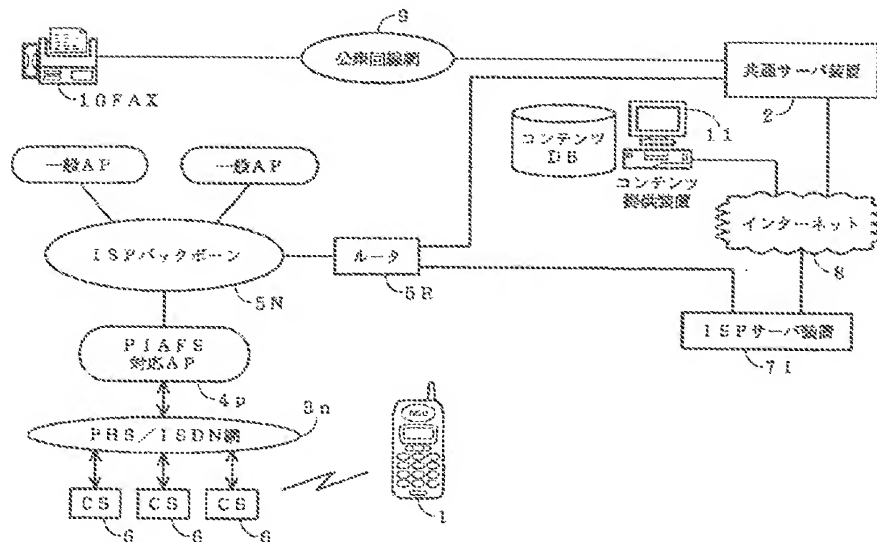 9
公衆回線網
共通サーバ装置
10FAX
2
11
コンテンツ
DB
コンテンツ
提供装置
一般AP
一般AP
インターネット
ISPバックボーン
ルータ
8
5N
5R
ISPサーバ装置
7I
PIAFS
対応AP
4p
3n
PHS/ISDN網
CS
CS
CS
6
6
6
1